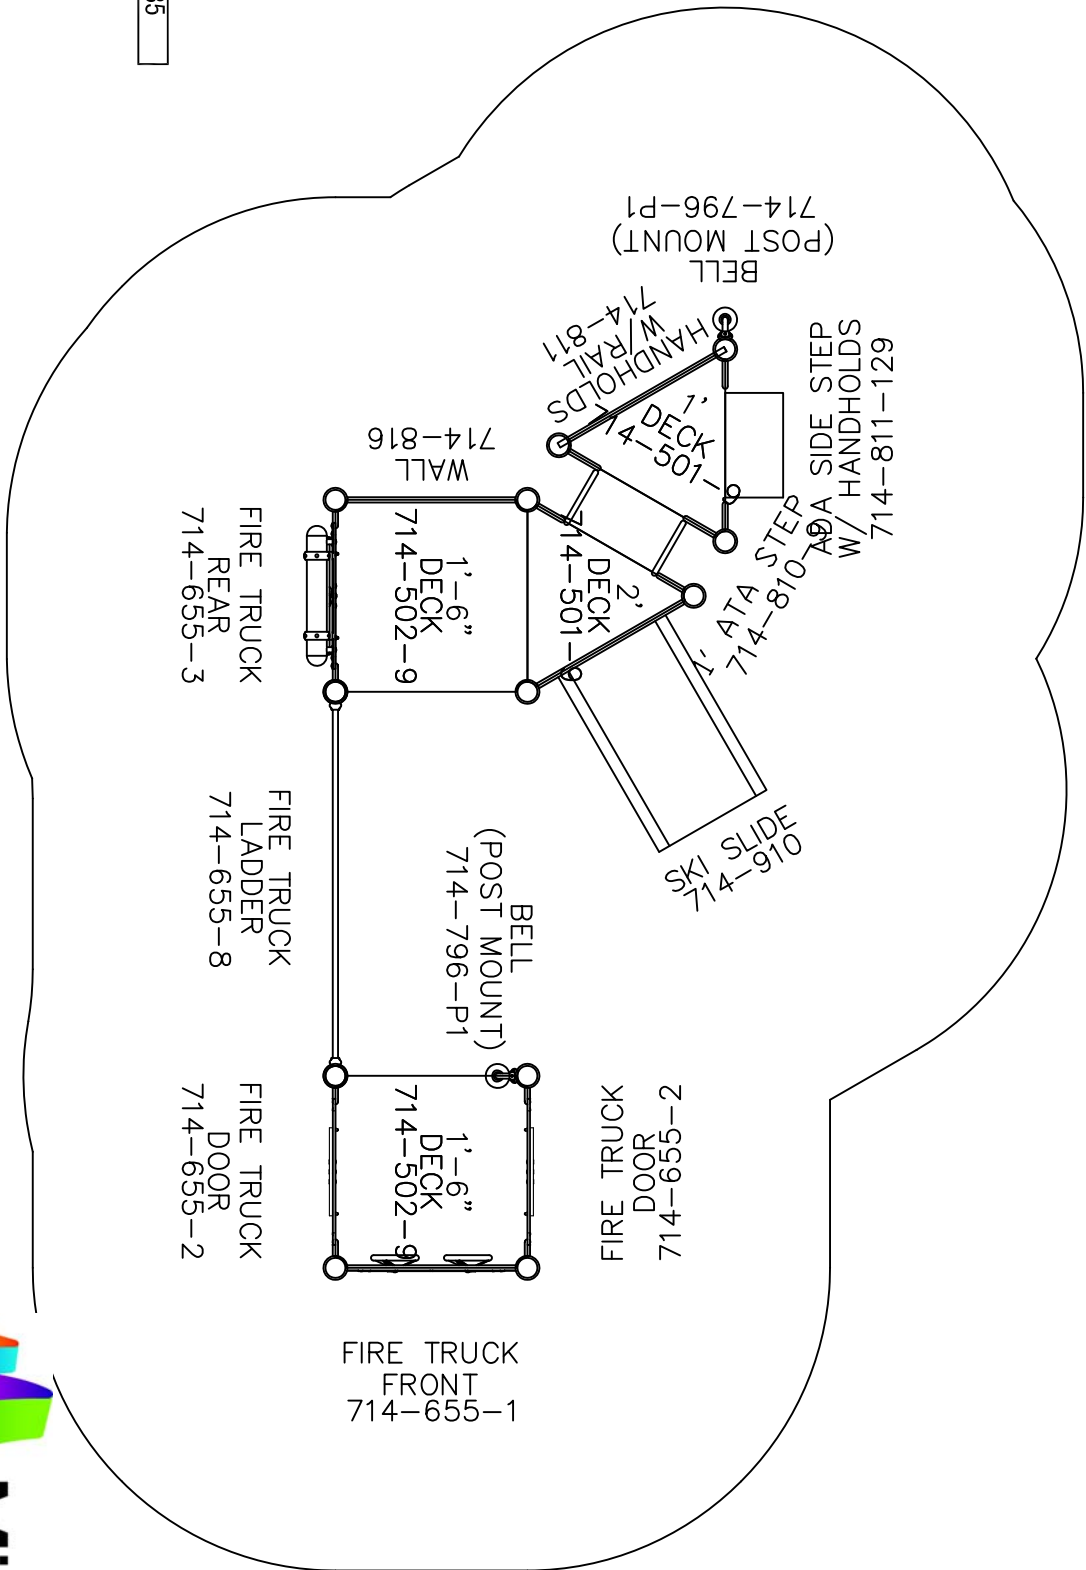 35
BELL
(POST MOUNT)
714-796-P1
HANDHOLDS
W/RAIL
714-811
1'
DECK
714-501-9
ADA SIDE STEP
W/ HANDHOLDS
714-811-129
WALL
714-816
1' ATA STEP
714-810-9
2'
DECK
714-501-9
1'-6"
DECK
714-502-9
FIRE TRUCK
REAR
714-655-3
SKI SLIDE
714-910
FIRE TRUCK
LADDER
714-655-8
BELL
(POST MOUNT)
714-796-P1
FIRE TRUCK
DOOR
714-655-2
1'-6"
DECK
714-502-9
FIRE TRUCK
DOOR
714-655-2
FIRE TRUCK
FRONT
714-655-1